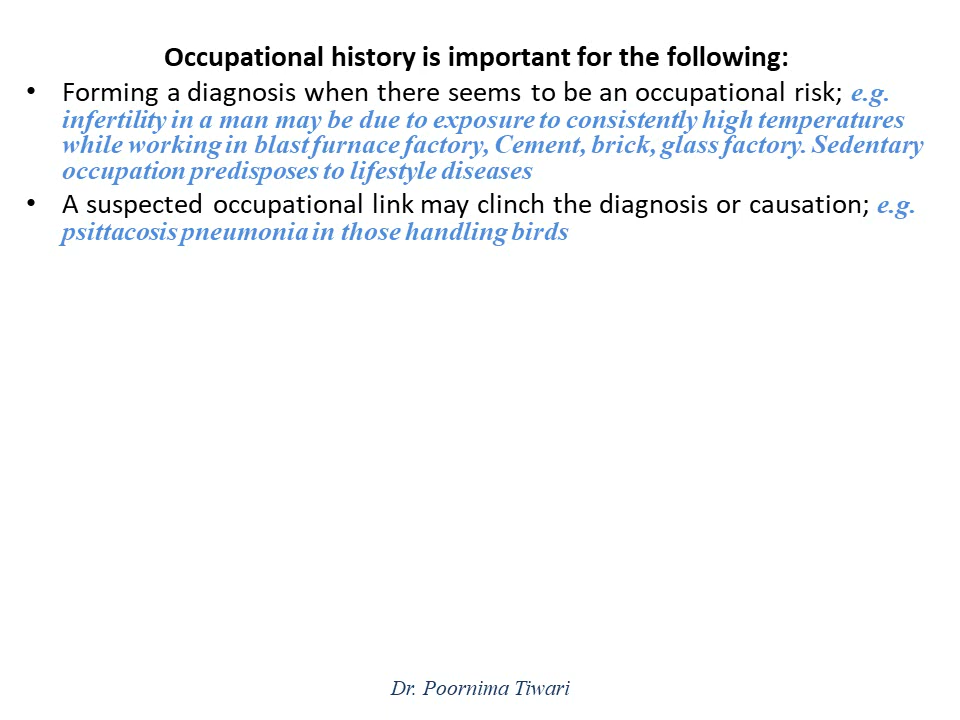 Occupational history is important for the following:
• Forming a diagnosis when there seems to be an occupational risk; e.g.
infertility in a man may be due to exposure to consistently high temperatures
while working in blast furnace factory, Cement, brick, glass factory. Sedentary
occupation predisposes to lifestyle diseases
• A suspected occupational link may clinch the diagnosis or causation; e.g.
psittacosis pneumonia in those handling birds
Dr. Poornima Tiwari